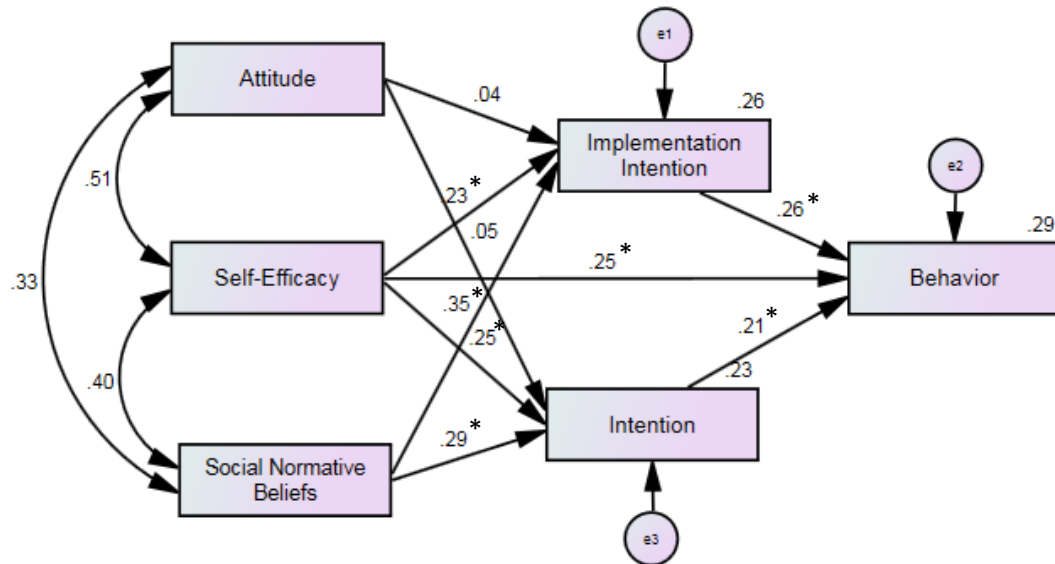 e1
Attitude
.04
.26
Implementation
Intention
e2
.51
.23*
.26*
.29
.05
.33
Self-Efficacy
.25*
Behavior
.35*
.25*
.21*
.40
.23
Intention
.29*
Social Normative
Beliefs
e3